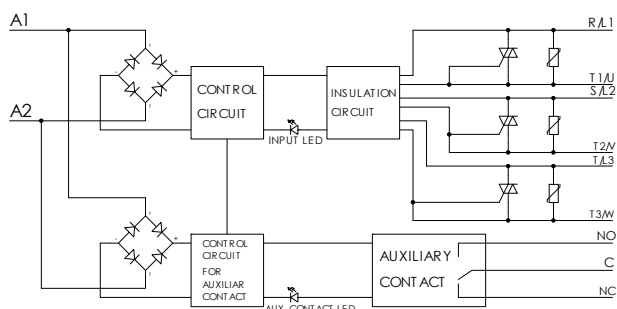 A1
A2
R/L1
T1/U
S/L2
T2/V
T/L3
T3/W
CONTROL
CIRCUIT
INSULATION
CIRCUIT
INPUT LED
CONTROL
CIRCUIT
FOR
AUXILIAR
CONTACT
AUXILIARY
CONTACT
NO
C
NC
AUX. CONTACT LED